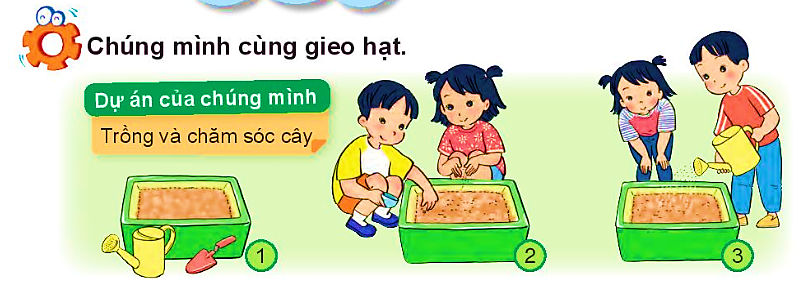 Chúng mình cùng gieo hạt.
Dự án của chúng mình
Trồng và chăm sóc cây
1
2
3